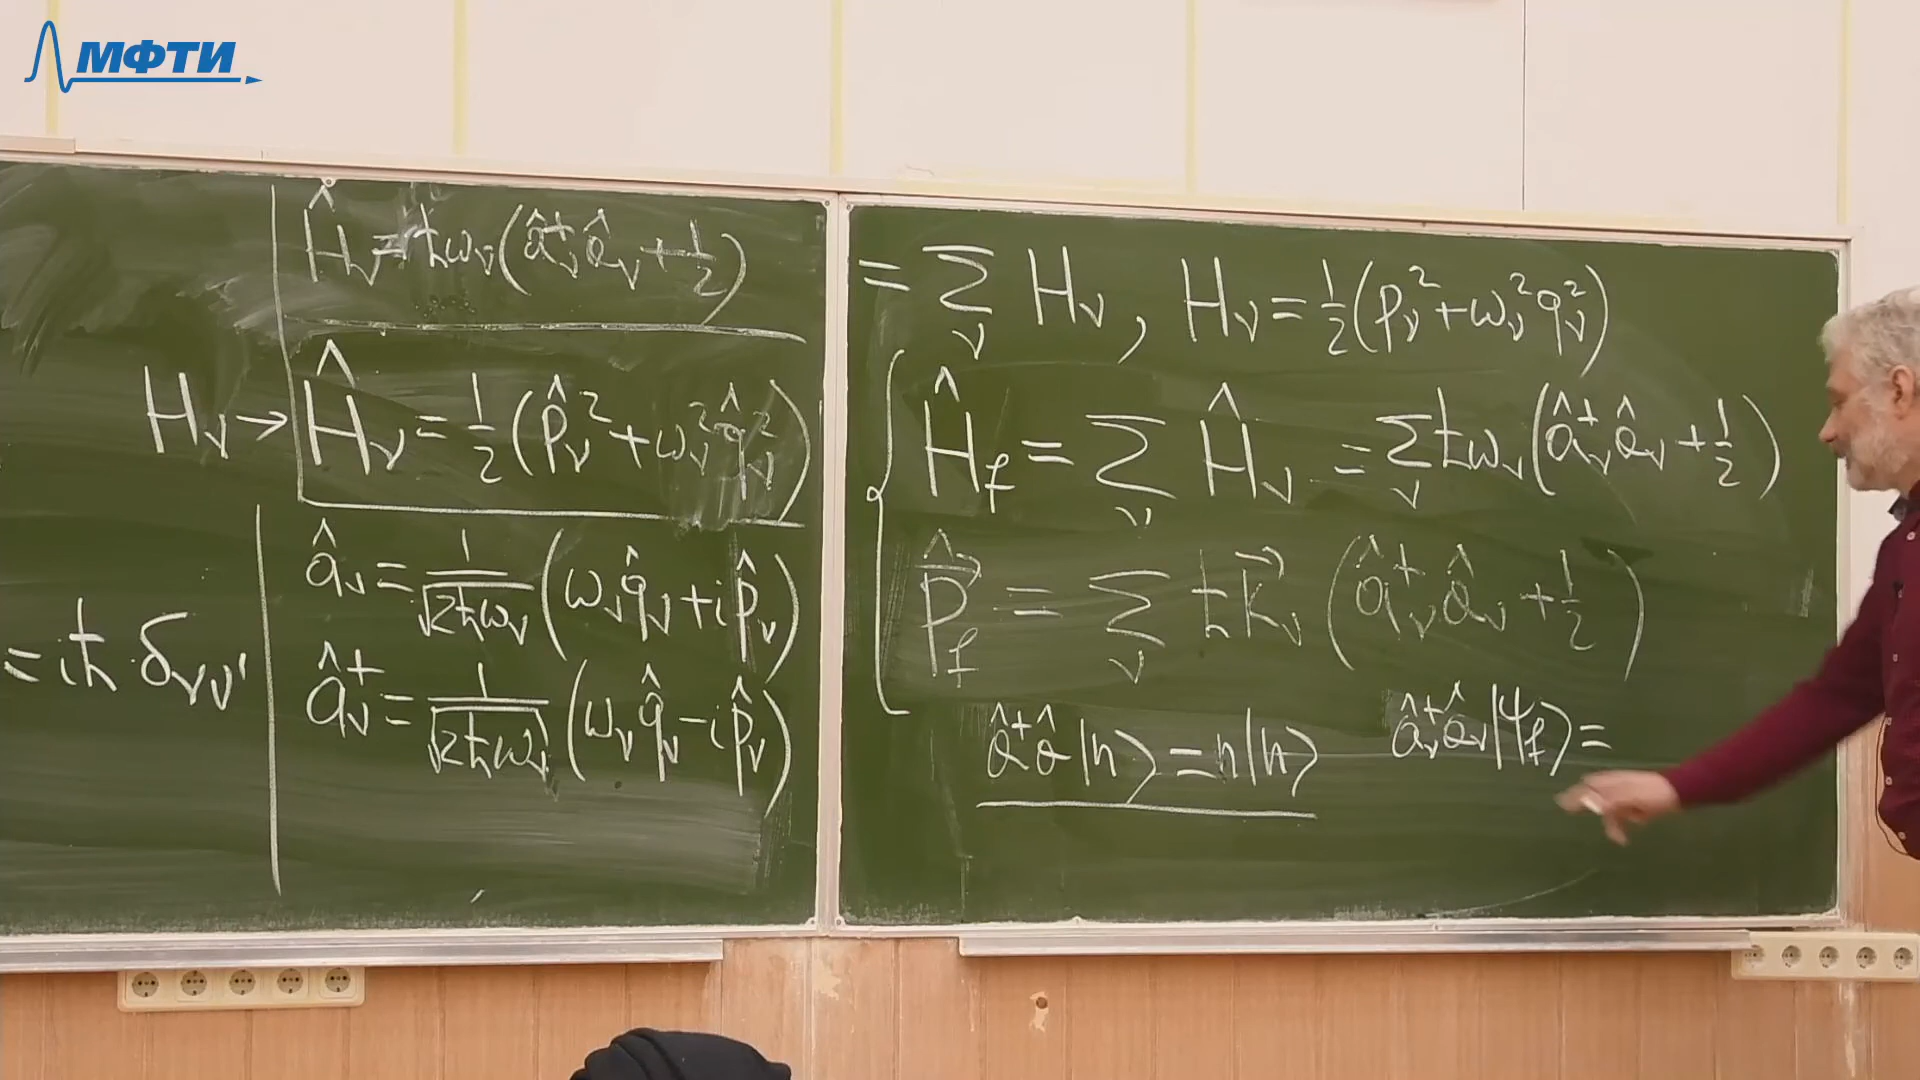 МФТИ
Ĥ_ν = ħω_ν(â⁺_ν â_ν + 1/2)
H_ν → Ĥ_ν = 1/2 (p̂_ν² + ω_ν² q̂_ν²)
= iħ · δ_νν'
â_ν = 1/√(2ħω_ν) (ω_ν q̂_ν + i p̂_ν)
â⁺_ν = 1/√(2ħω_ν) (ω_ν q̂_ν - i p̂_ν)
= Σ_ν H_ν , H_ν = 1/2 (p_ν² + ω_ν² q_ν²)
Ĥ_f = Σ_ν Ĥ_ν = Σ_ν ħω_ν (â⁺_ν â_ν + 1/2)
P⃗̂_f = Σ_ν ħk⃗_ν (â⁺_ν â_ν + 1/2)
â⁺â|n⟩ = n|n⟩
â⁺_ν â_ν|Ψ_f⟩ =